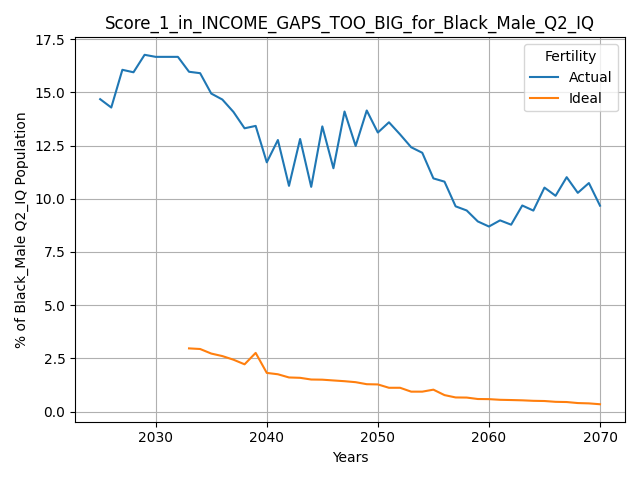 Score_1_in_INCOME_GAPS_TOO_BIG_for_Black_Male_Q2_IQ
17.5
15.0
12.5
10.0
7.5
5.0
2.5
0.0
% of Black_Male Q2_IQ Population
Fertility
Actual
Ideal
2030 2040 2050 2060 2070
Years